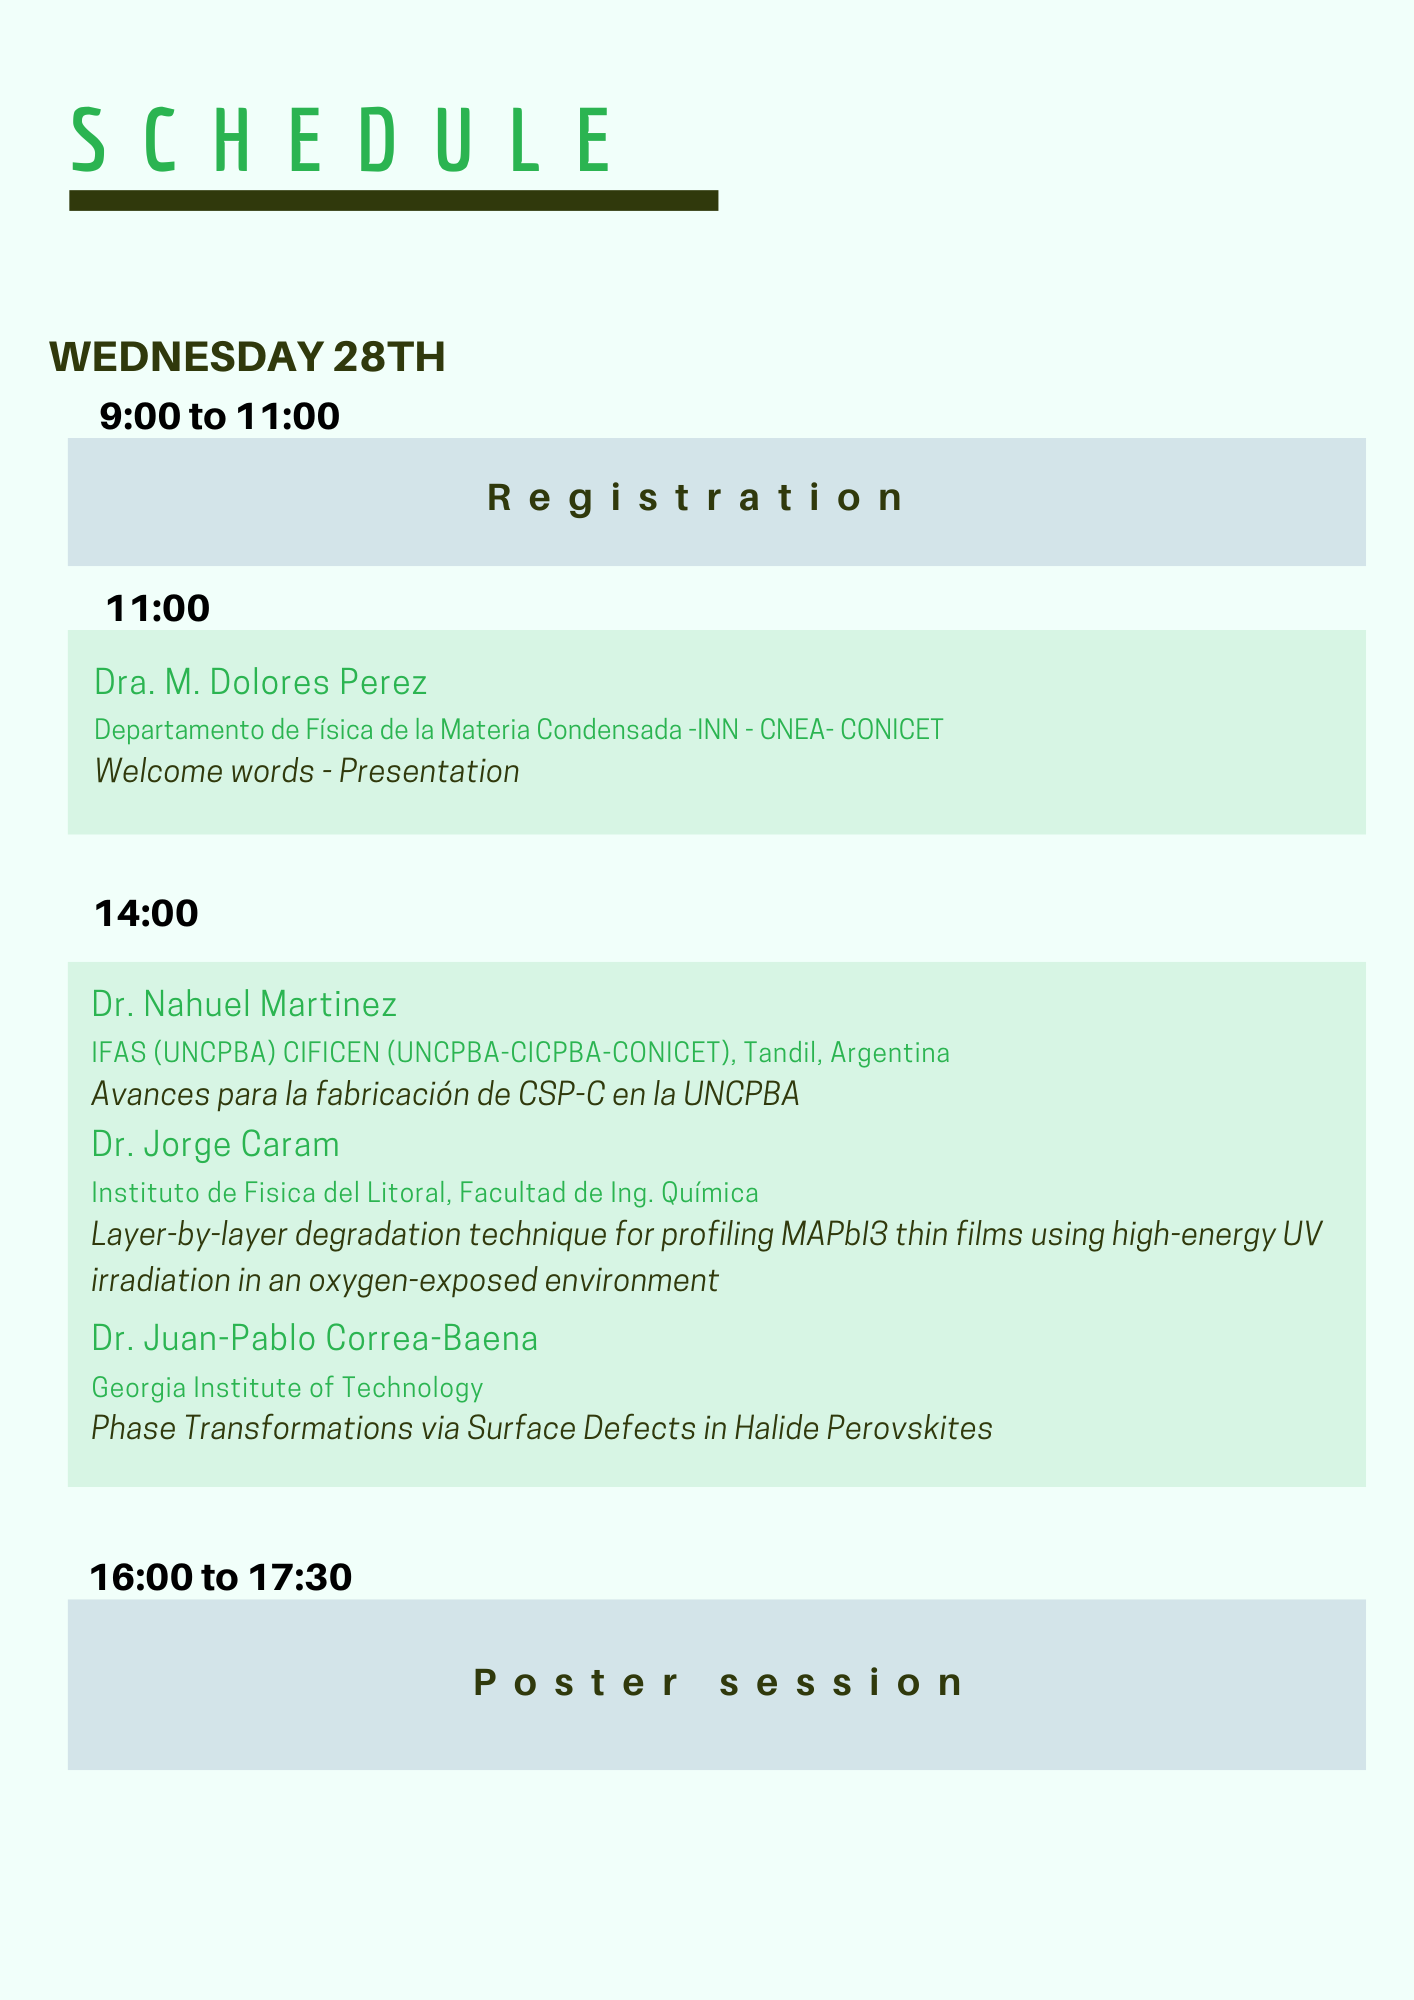 SCHEDULE
WEDNESDAY 28TH
9:00 to 11:00
Registration
11:00
Dra. M. Dolores Perez
Departamento de Física de la Materia Condensada -INN - CNEA- CONICET
Welcome words - Presentation
14:00
Dr. Nahuel Martinez
IFAS (UNCPBA) CIFICEN (UNCPBA-CICPBA-CONICET), Tandil, Argentina
Avances para la fabricación de CSP-C en la UNCPBA
Dr. Jorge Caram
Instituto de Fisica del Litoral, Facultad de Ing. Química
Layer-by-layer degradation technique for profiling MAPbI3 thin films using high-energy UV
irradiation in an oxygen-exposed environment
Dr. Juan-Pablo Correa-Baena
Georgia Institute of Technology
Phase Transformations via Surface Defects in Halide Perovskites
16:00 to 17:30
Poster session